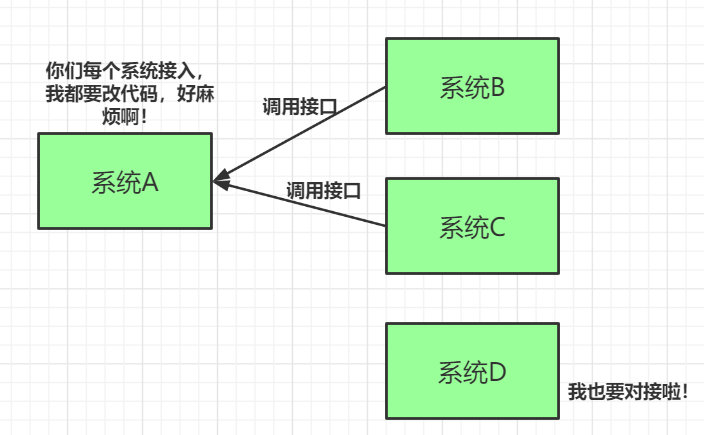 你们每个系统接入，
我都要改代码，好麻
烦啊！
系统A
调用接口
系统B
调用接口
系统C
系统D
我也要对接啦！